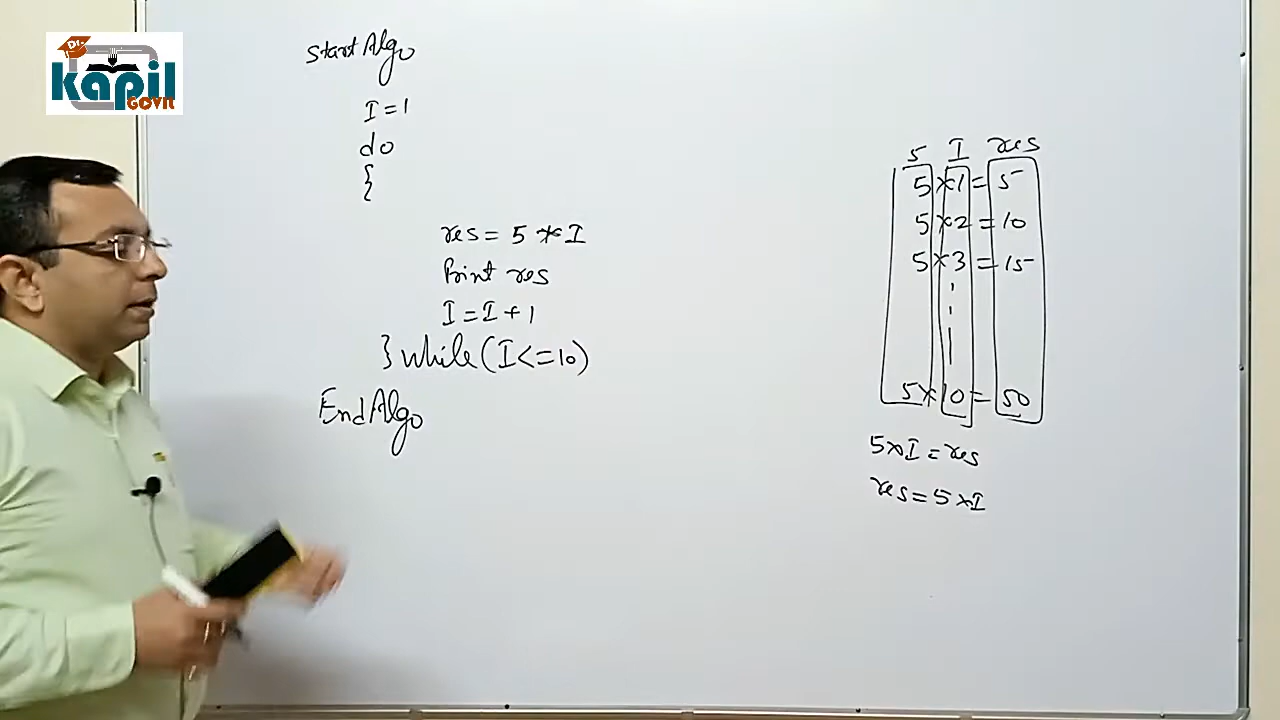 Dr.
kapil
GOVIL
Start Algo
I = 1
do
{
res = 5 * I
Print res
I = I + 1
} while (I <= 10)
End Algo
5 I res
5 × 1 = 5
5 × 2 = 10
5 × 3 = 15
5 × 10 = 50
5 × I = res
res = 5 × I